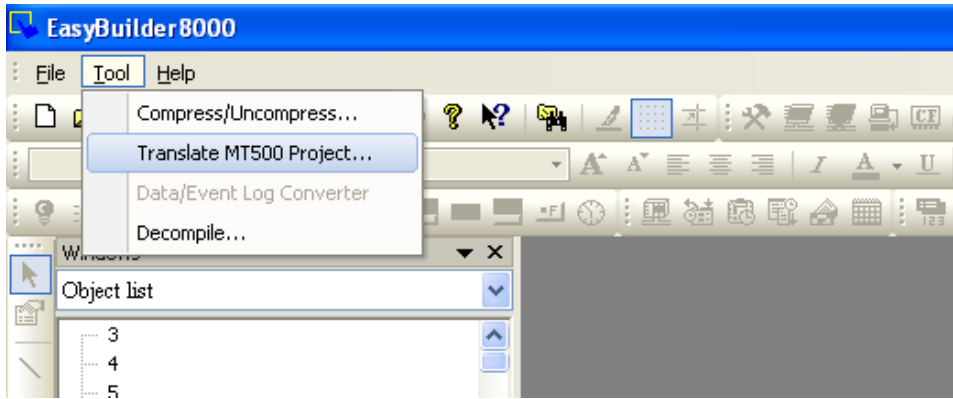 EasyBuilder8000
File Tool Help
Compress/Uncompress...
Translate MT500 Project...
Data/Event Log Converter
Decompile...
Object list
3
4
5